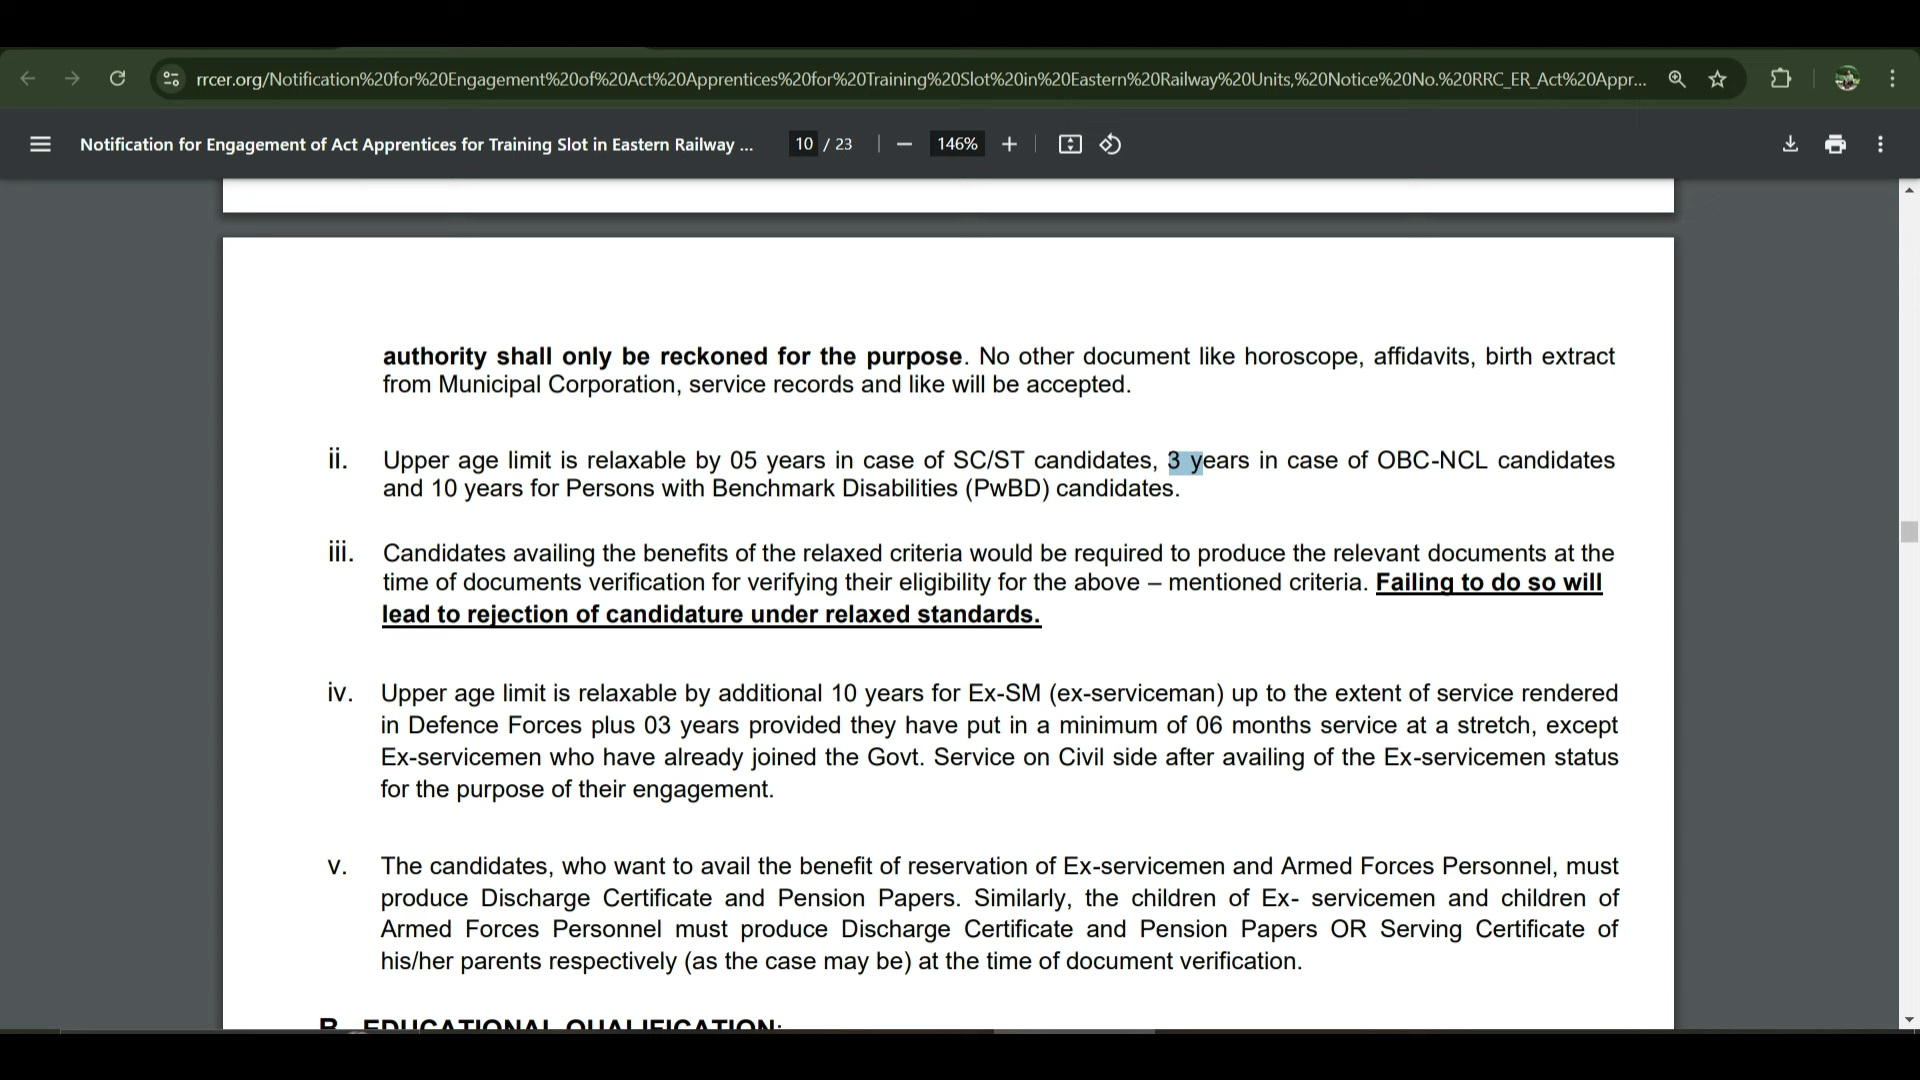 rrcer.org/Notification%20for%20Engagement%20of%20Act%20Apprentices%20for%20Training%20Slot%20in%20Eastern%20Railway%20Units,%20Notice%20No.%20RRC_ER_Act%20Appr...
Notification for Engagement of Act Apprentices for Training Slot in Eastern Railway ... 10 / 23 146%
authority shall only be reckoned for the purpose. No other document like horoscope, affidavits, birth extract
from Municipal Corporation, service records and like will be accepted.
ii. Upper age limit is relaxable by 05 years in case of SC/ST candidates, 3 years in case of OBC-NCL candidates
and 10 years for Persons with Benchmark Disabilities (PwBD) candidates.
iii. Candidates availing the benefits of the relaxed criteria would be required to produce the relevant documents at the
time of documents verification for verifying their eligibility for the above – mentioned criteria. Failing to do so will
lead to rejection of candidature under relaxed standards.
iv. Upper age limit is relaxable by additional 10 years for Ex-SM (ex-serviceman) up to the extent of service rendered
in Defence Forces plus 03 years provided they have put in a minimum of 06 months service at a stretch, except
Ex-servicemen who have already joined the Govt. Service on Civil side after availing of the Ex-servicemen status
for the purpose of their engagement.
v. The candidates, who want to avail the benefit of reservation of Ex-servicemen and Armed Forces Personnel, must
produce Discharge Certificate and Pension Papers. Similarly, the children of Ex- servicemen and children of
Armed Forces Personnel must produce Discharge Certificate and Pension Papers OR Serving Certificate of
his/her parents respectively (as the case may be) at the time of document verification.
B. EDUCATIONAL QUALIFICATION: